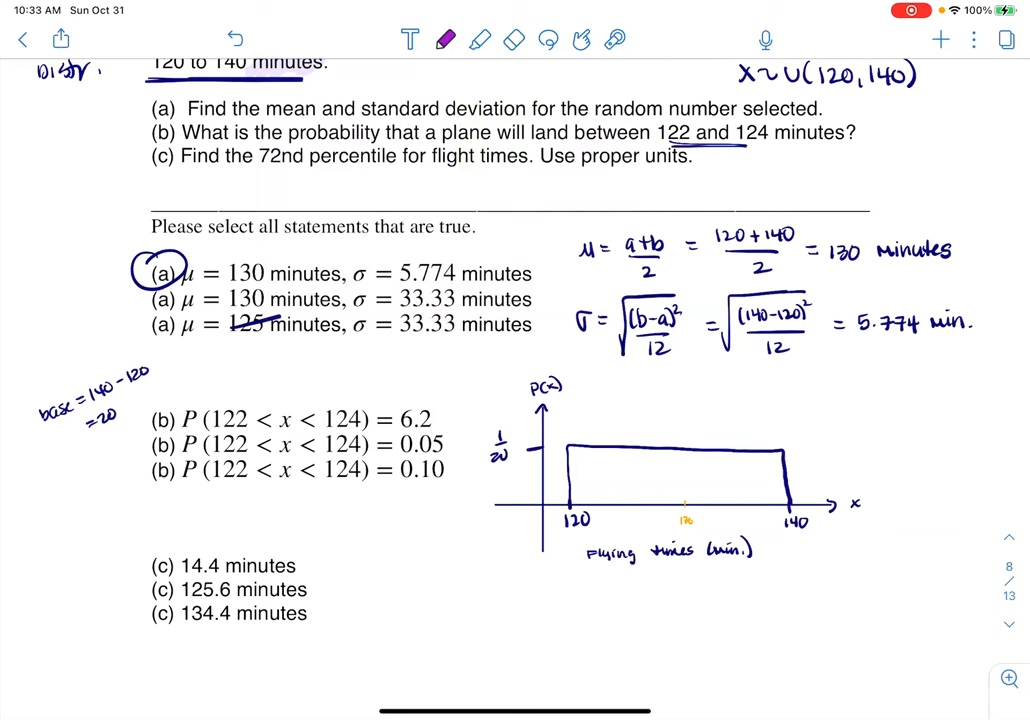 10:33 AM Sun Oct 31
100%
Distr.
120 to 140 minutes.
X~U(120,140)
(a) Find the mean and standard deviation for the random number selected.
(b) What is the probability that a plane will land between 122 and 124 minutes?
(c) Find the 72nd percentile for flight times. Use proper units.
Please select all statements that are true.
(a) μ = 130 minutes, σ = 5.774 minutes
(a) μ = 130 minutes, σ = 33.33 minutes
(a) μ = 125 minutes, σ = 33.33 minutes
μ = a+b/2 = 120+140/2 = 130 minutes
σ = √(b-a)²/12 = √(140-120)²/12 = 5.774 min.
base = 140-120
= 20
(b) P (122 < x < 124) = 6.2
(b) P (122 < x < 124) = 0.05
(b) P (122 < x < 124) = 0.10
P(x)
1/20
120
140
x
Flying times (min.)
(c) 14.4 minutes
(c) 125.6 minutes
(c) 134.4 minutes
8
/
13